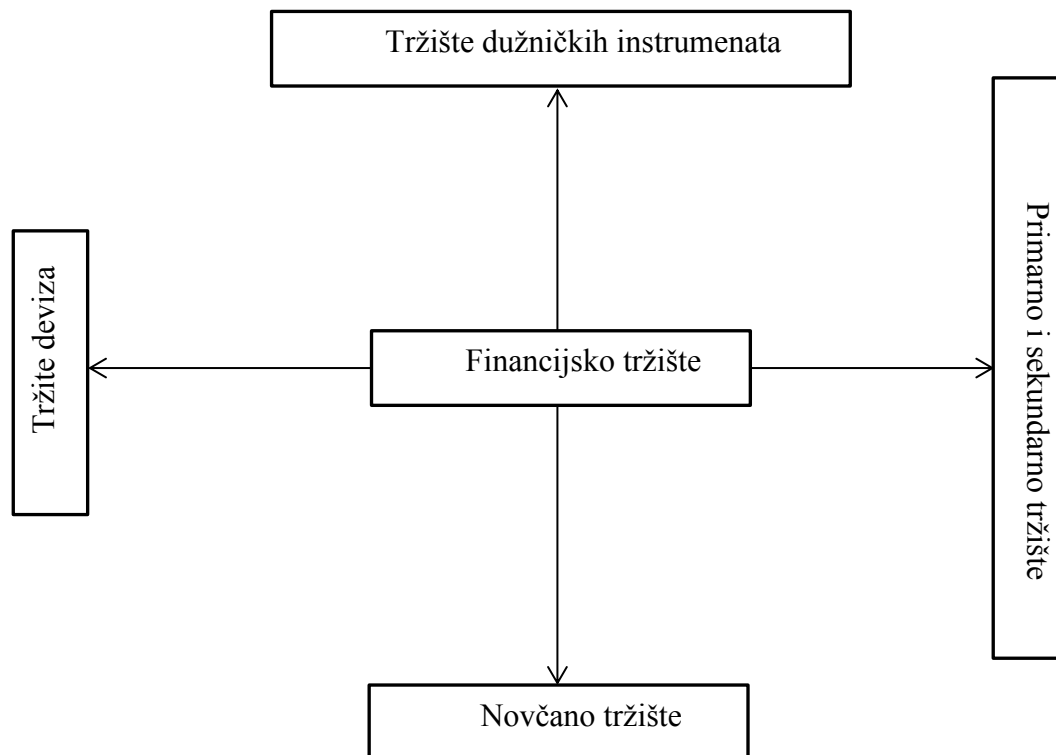 Tržište dužničkih instrumenata
Tržite deviza
Financijsko tržište
Primarno i sekundarno tržište
Novčano tržište